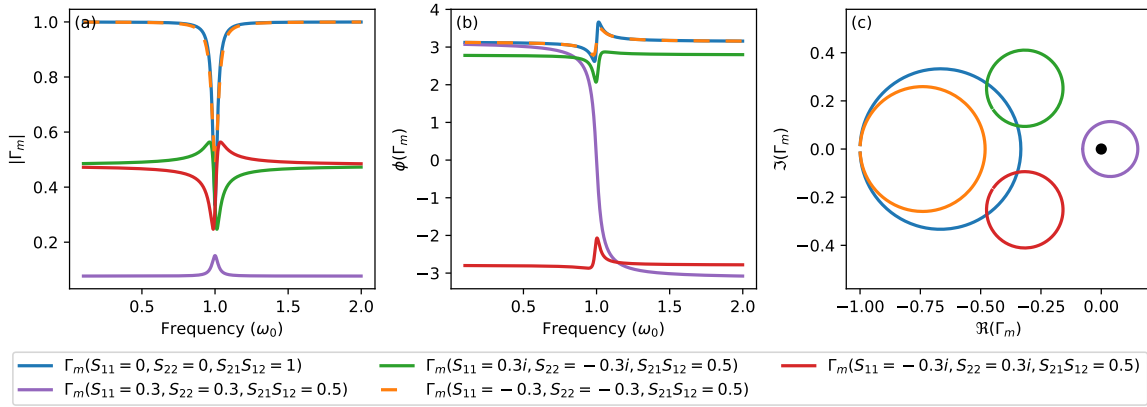 (a)
1.0
0.8
0.6
0.4
0.2
|Γₘ|
0.5
1.0
1.5
2.0
Frequency (ω₀)
(b)
4
3
2
1
0
−1
−2
−3
ϕ(Γₘ)
0.5
1.0
1.5
2.0
Frequency (ω₀)
(c)
0.4
0.2
0.0
−0.2
−0.4
ℑ(Γₘ)
−1.00
−0.75
−0.50
−0.25
0.00
ℜ(Γₘ)
Γₘ(S₁₁ = 0, S₂₂ = 0, S₂₁S₁₂ = 1)
Γₘ(S₁₁ = 0.3i, S₂₂ = −0.3i, S₂₁S₁₂ = 0.5)
Γₘ(S₁₁ = −0.3i, S₂₂ = 0.3i, S₂₁S₁₂ = 0.5)
Γₘ(S₁₁ = 0.3, S₂₂ = 0.3, S₂₁S₁₂ = 0.5)
Γₘ(S₁₁ = −0.3, S₂₂ = −0.3, S₂₁S₁₂ = 0.5)